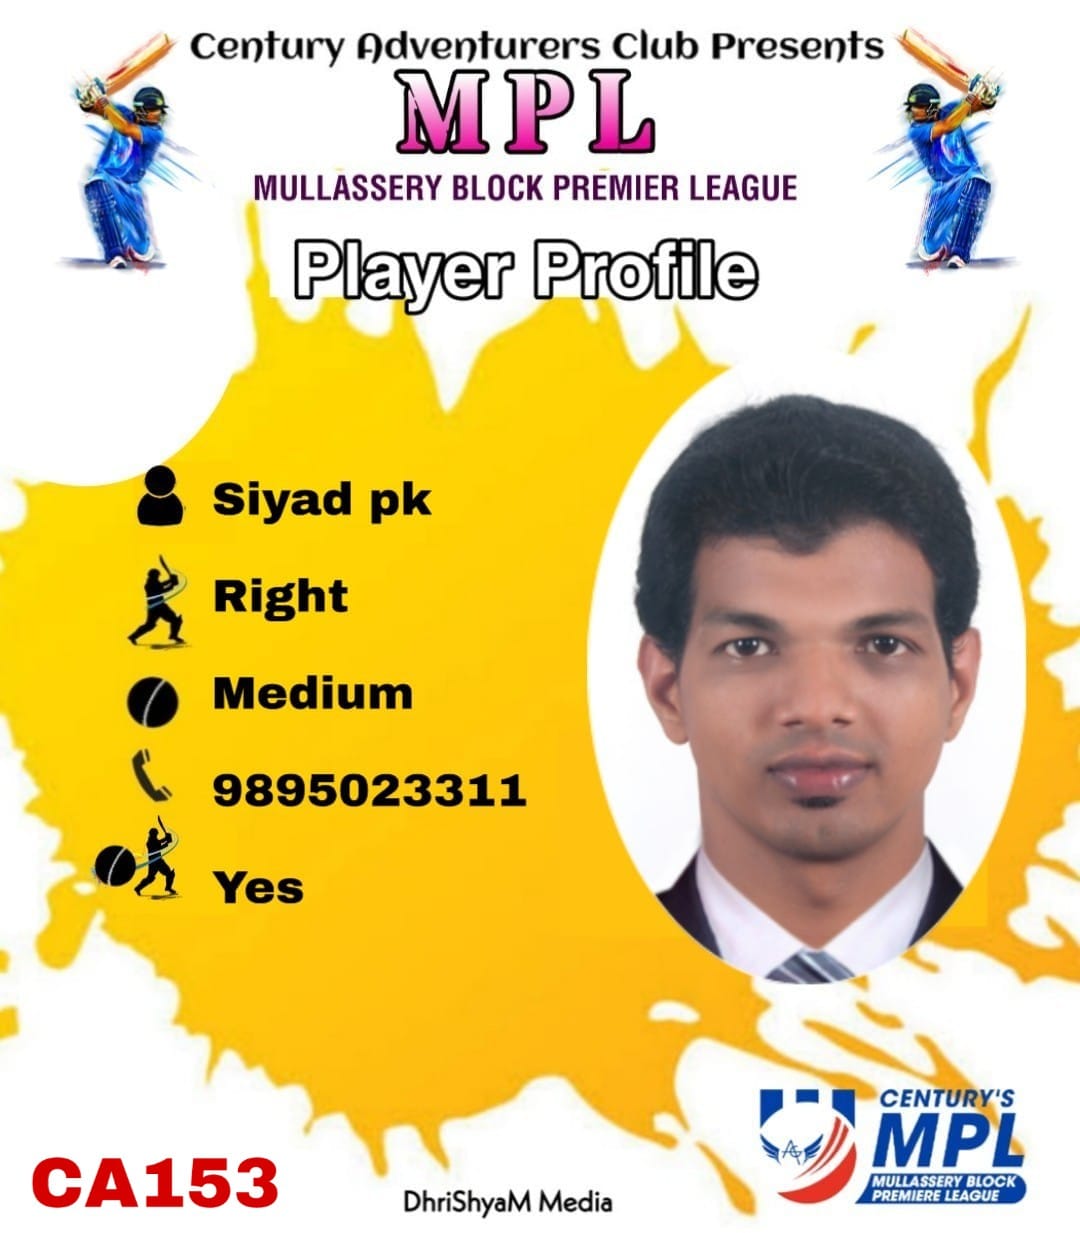 Century Adventurers Club Presents
MPL
MULLASSERY BLOCK PREMIER LEAGUE
Player Profile
Siyad pk
Right
Medium
9895023311
Yes
CA153
DhriShyaM Media
CENTURY'S
MPL
MULLASSERY BLOCK
PREMIERE LEAGUE